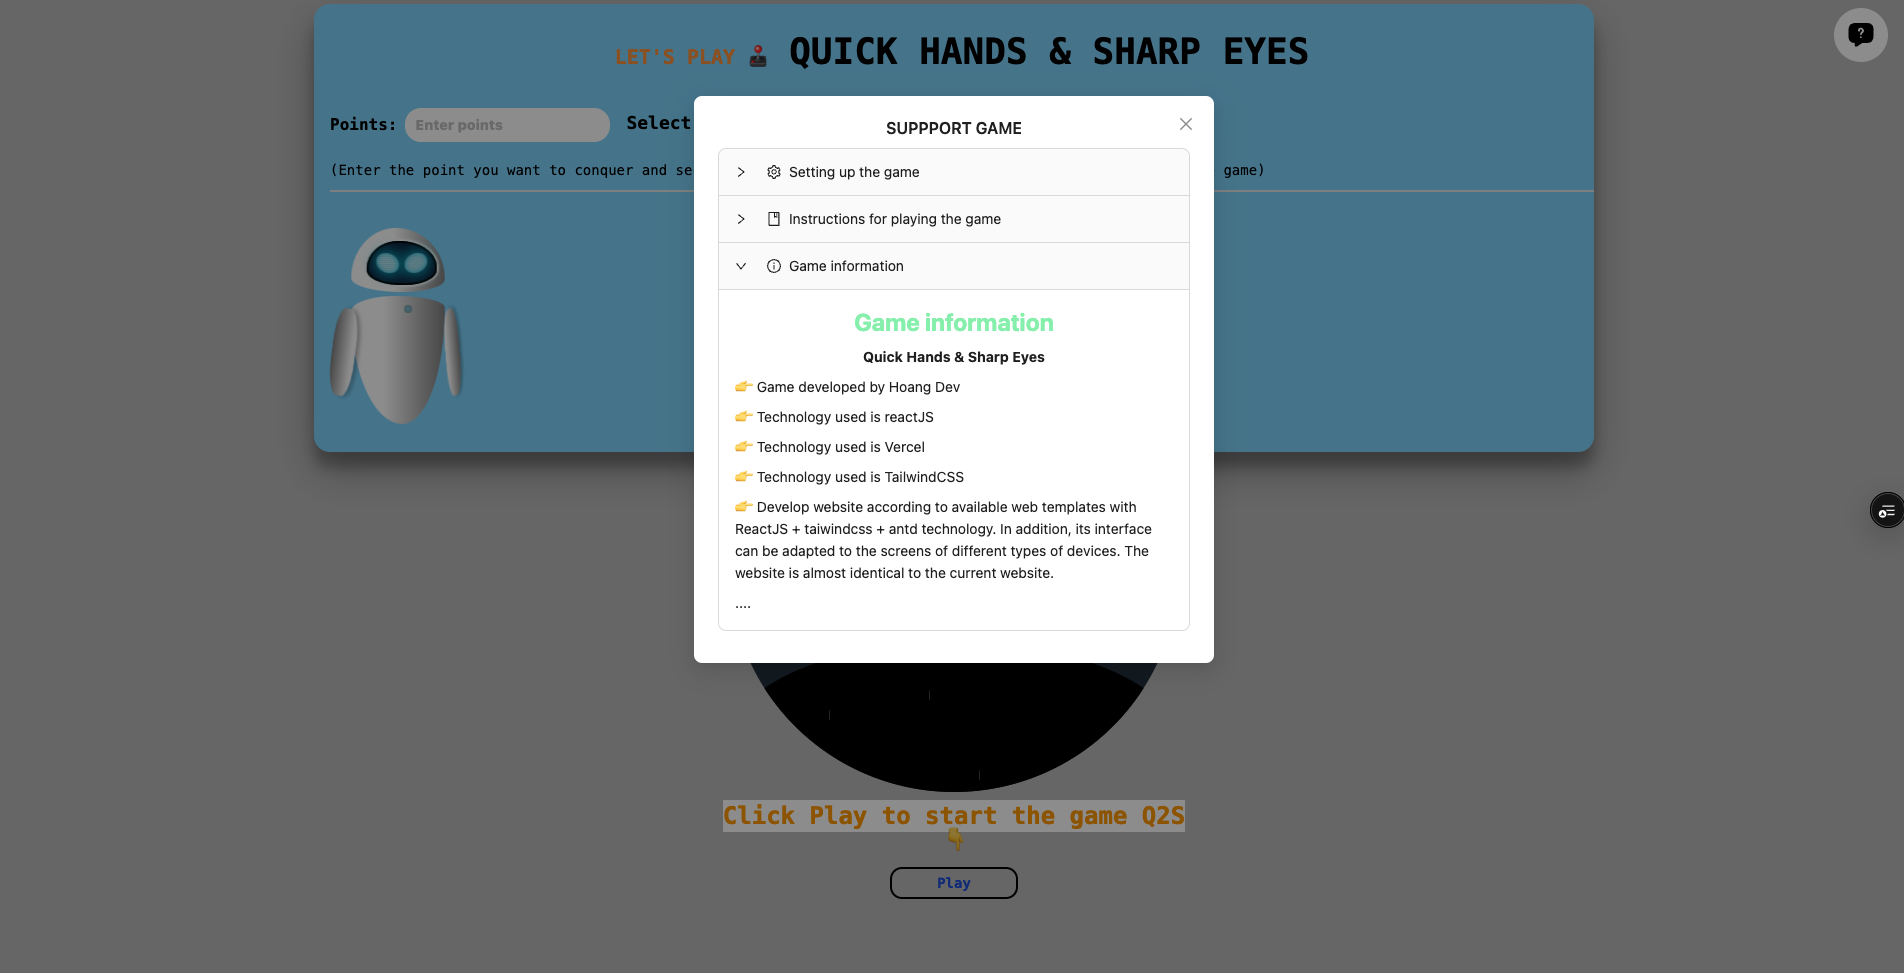 LET'S PLAY 🕹️ QUICK HANDS & SHARP EYES
Points: Enter points Select
(Enter the point you want to conquer and se
game)
SUPPPORT GAME
Setting up the game
Instructions for playing the game
Game information
Game information
Quick Hands & Sharp Eyes
👉 Game developed by Hoang Dev
👉 Technology used is reactJS
👉 Technology used is Vercel
👉 Technology used is TailwindCSS
👉 Develop website according to available web templates with
ReactJS + taiwindcss + antd technology. In addition, its interface
can be adapted to the screens of different types of devices. The
website is almost identical to the current website.
....
Click Play to start the game Q2S
👇
Play